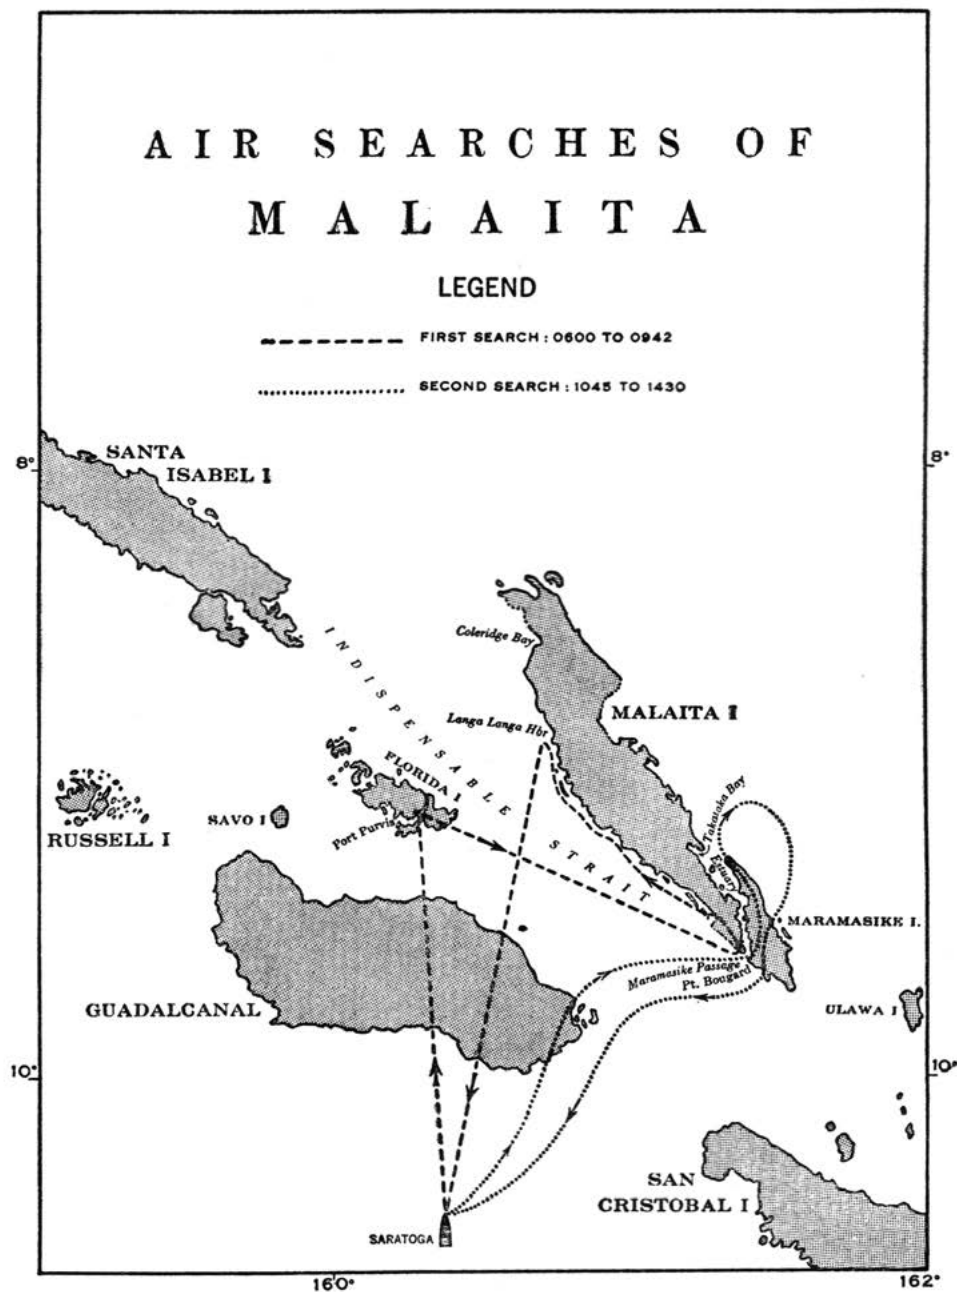 AIR SEARCHES OF
MALAITA
LEGEND
FIRST SEARCH : 0600 TO 0942
SECOND SEARCH : 1045 TO 1430
SANTA
ISABEL I
8°
8°
INDISPENSABLE STRAIT
Coleridge Bay
MALAITA I
Langa Langa Hbr
FLORIDA I
Port Purvis
RUSSELL I
SAVO I
Takataka Bay
Estuary
MARAMASIKE I.
Maramasike Passage
Pt. Bougard
GUADALCANAL
ULAWA I
10°
10°
SAN
CRISTOBAL I
SARATOGA
160°
162°